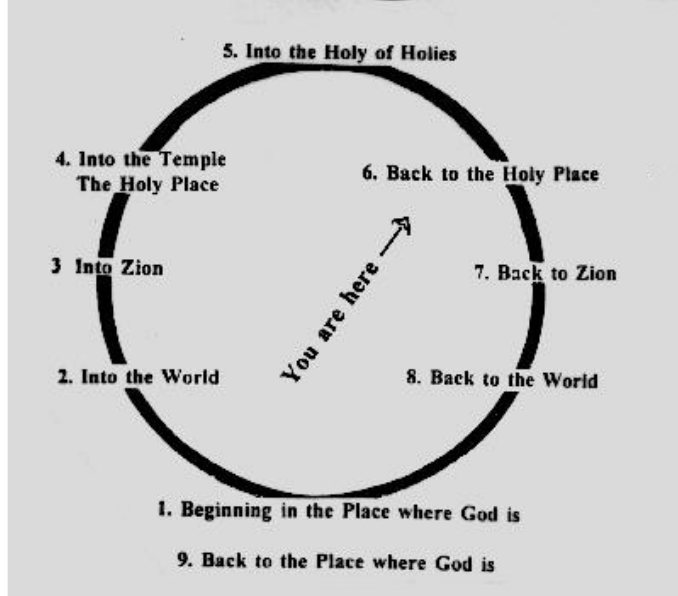 5. Into the Holy of Holies
4. Into the Temple
The Holy Place
6. Back to the Holy Place
3 Into Zion
7. Back to Zion
You are here
2. Into the World
8. Back to the World
1. Beginning in the Place where God is
9. Back to the Place where God is